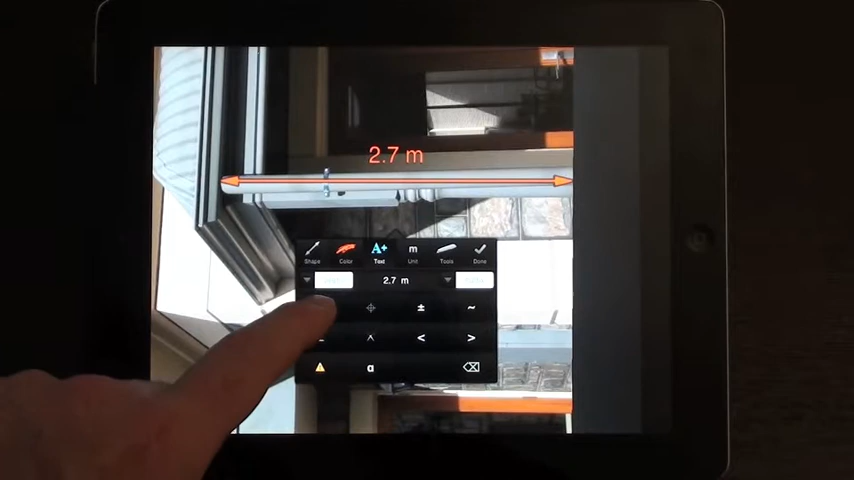 2.7 m
Shape Color A+ Text m Unit Tools Done
2.7 m
± ~
^ < >
a